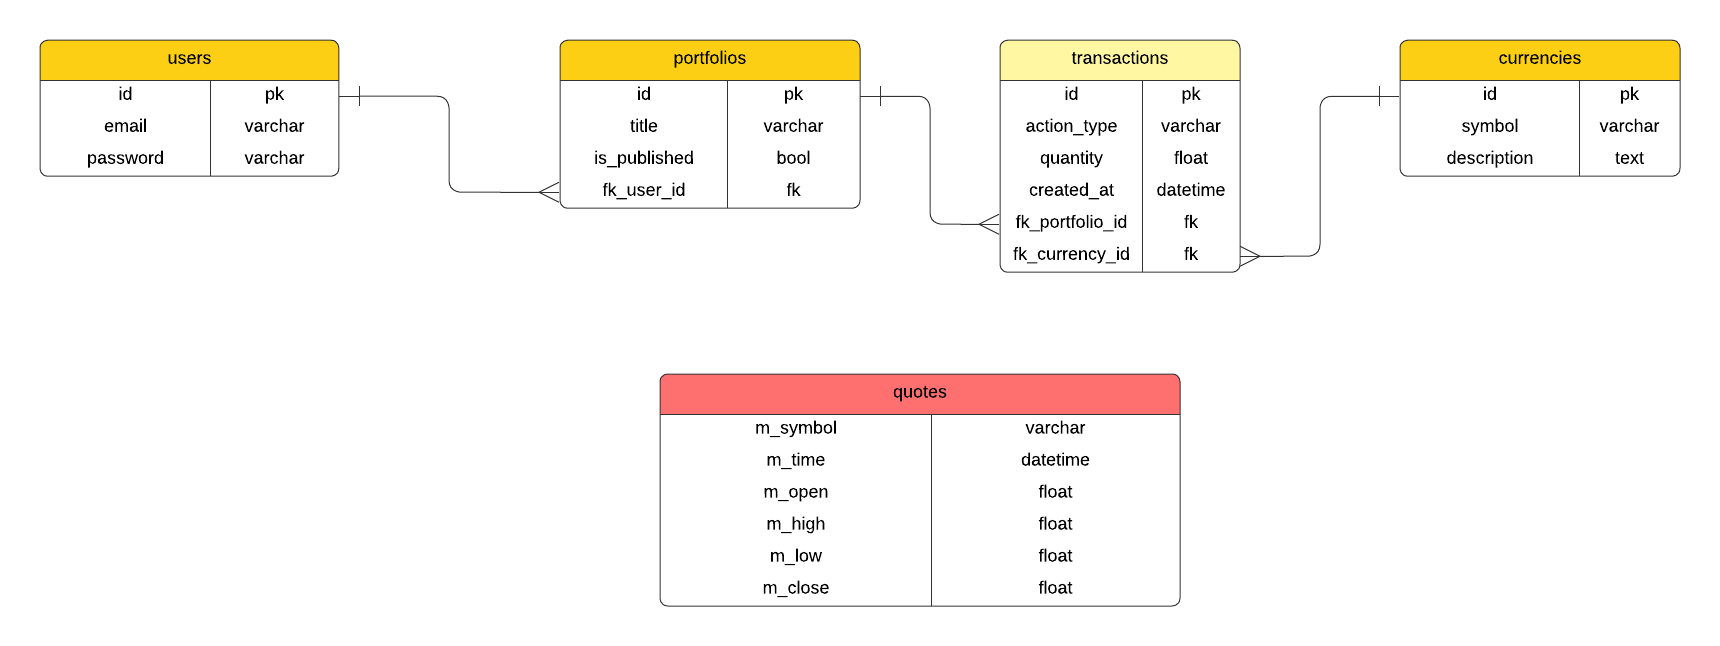 users
id pk
email varchar
password varchar
portfolios
id pk
title varchar
is_published bool
fk_user_id fk
transactions
id pk
action_type varchar
quantity float
created_at datetime
fk_portfolio_id fk
fk_currency_id fk
currencies
id pk
symbol varchar
description text
quotes
m_symbol varchar
m_time datetime
m_open float
m_high float
m_low float
m_close float